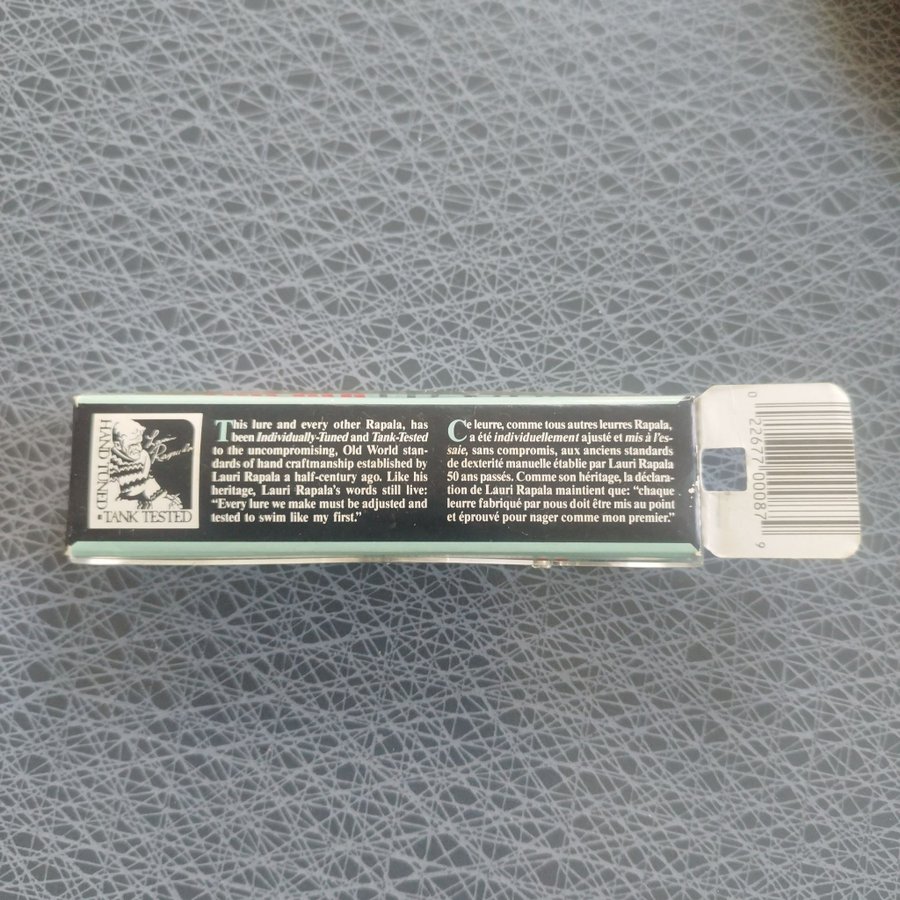 HAND TUNED
Lauri
Rapala
TANK TESTED
This lure and every other Rapala, has
been Individually-Tuned and Tank-Tested
to the uncompromising, Old World stan-
dards of hand craftmanship established by
Lauri Rapala a half-century ago. Like his
heritage, Lauri Rapala's words still live:
“Every lure we make must be adjusted and
tested to swim like my first.”
Ce leurre, comme tous autres leurres Rapala,
a été individuellement ajusté et mis à l'es-
saie, sans compromis, aux anciens standards
de dexterité manuelle établie par Lauri Rapala
50 ans passés. Comme son héritage, la déclara-
tion de Lauri Rapala maintient que: “chaque
leurre fabriqué par nous doit être mis au point
et éprouvé pour nager comme mon premier.”
0 22677 00087 9